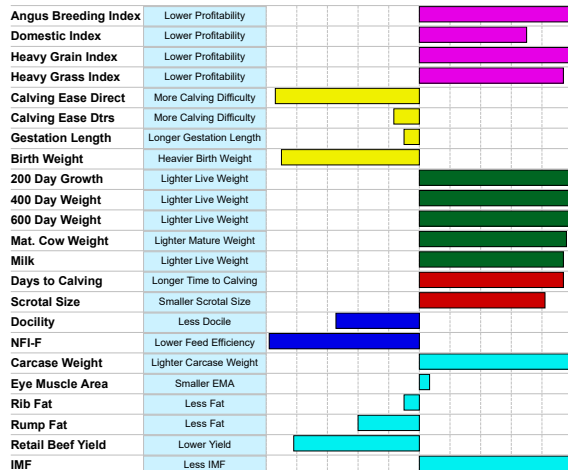 Angus Breeding Index Lower Profitability
Domestic Index Lower Profitability
Heavy Grain Index Lower Profitability
Heavy Grass Index Lower Profitability
Calving Ease Direct More Calving Difficulty
Calving Ease Dtrs More Calving Difficulty
Gestation Length Longer Gestation Length
Birth Weight Heavier Birth Weight
200 Day Growth Lighter Live Weight
400 Day Weight Lighter Live Weight
600 Day Weight Lighter Live Weight
Mat. Cow Weight Lighter Mature Weight
Milk Lighter Live Weight
Days to Calving Longer Time to Calving
Scrotal Size Smaller Scrotal Size
Docility Less Docile
NFI-F Lower Feed Efficiency
Carcase Weight Lighter Carcase Weight
Eye Muscle Area Smaller EMA
Rib Fat Less Fat
Rump Fat Less Fat
Retail Beef Yield Lower Yield
IMF Less IMF